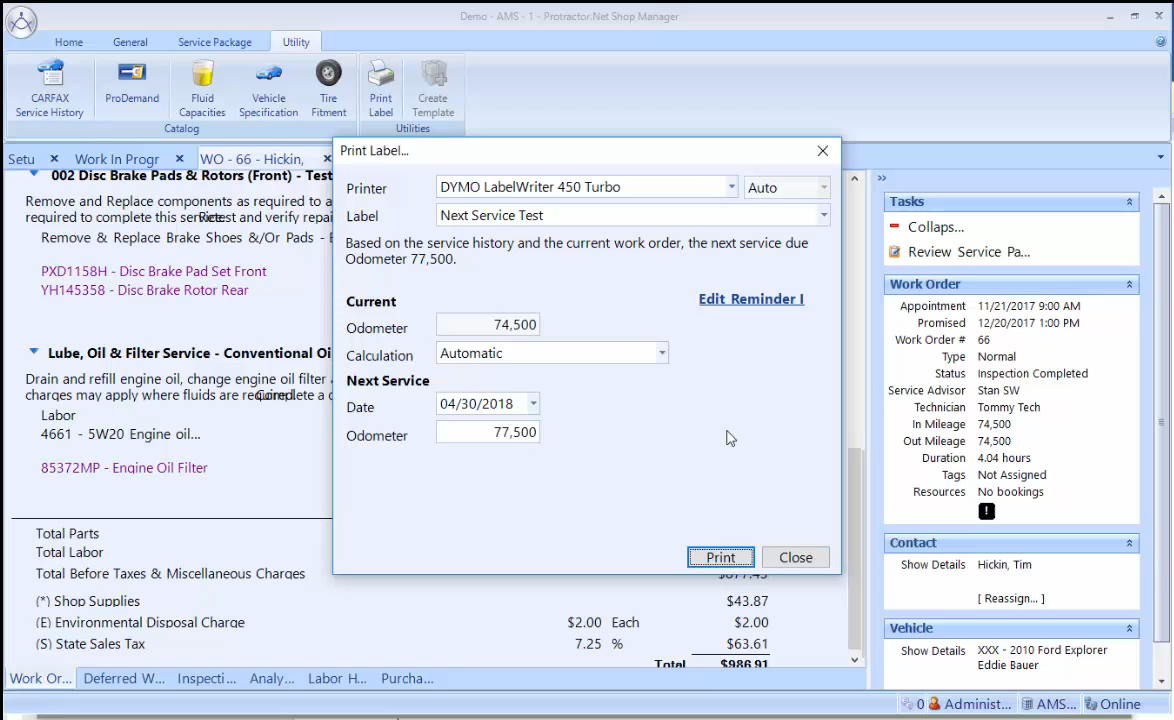 Demo - AMS - 1 - Protractor.Net Shop Manager
Home General Service Package Utility
CARFAX Service History
ProDemand
Fluid Capacities
Vehicle Specification
Tire Fitment
Print Label
Create Template
Catalog
Utilities
Setu Work In Progr WO - 66 - Hickin,
002 Disc Brake Pads & Rotors (Front) - Test
Remove and Replace components as required to a
required to complete this service. test and verify repai
Remove & Replace Brake Shoes &/Or Pads -
PXD1158H - Disc Brake Pad Set Front
YH145358 - Disc Brake Rotor Rear
Lube, Oil & Filter Service - Conventional Oi
Drain and refill engine oil, change engine oil filter
charges may apply where fluids are required.
Labor
4661 - 5W20 Engine oil...
85372MP - Engine Oil Filter
Total Parts
Total Labor
Total Before Taxes & Miscellaneous Charges
(*) Shop Supplies $43.87
(E) Environmental Disposal Charge $2.00 Each $2.00
(S) State Sales Tax 7.25 % $63.61
Total $986.91
Work Or... Deferred W... Inspecti... Analy... Labor H... Purcha...
Print Label...
Printer DYMO LabelWriter 450 Turbo Auto
Label Next Service Test
Based on the service history and the current work order, the next service due
Odometer 77,500.
Current Edit Reminder I
Odometer 74,500
Calculation Automatic
Next Service
Date 04/30/2018
Odometer 77,500
Print Close
Tasks
Collaps...
Review Service Pa...
Work Order
Appointment 11/21/2017 9:00 AM
Promised 12/20/2017 1:00 PM
Work Order # 66
Type Normal
Status Inspection Completed
Service Advisor Stan SW
Technician Tommy Tech
In Mileage 74,500
Out Mileage 74,500
Duration 4.04 hours
Tags Not Assigned
Resources No bookings
!
Contact
Show Details Hickin, Tim
[ Reassign... ]
Vehicle
Show Details XXX - 2010 Ford Explorer
Eddie Bauer
0 Administ... AMS... Online